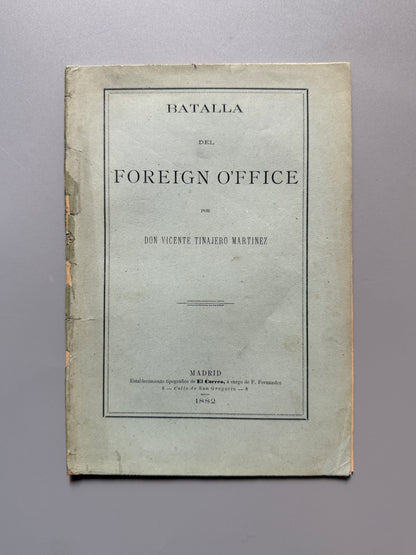 BATALLA
DEL
FOREIGN O'FFICE
POR
DON VICENTE TINAJERO MARTINEZ
MADRID
Establecimiento tipográfico de El Correo, á cargo de F. Fernandez
8 — Calle de San Gregorio — 8
1882